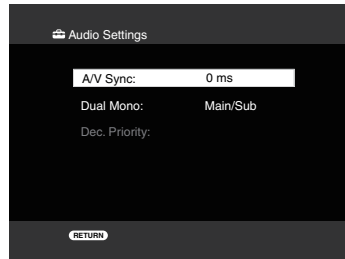 Audio Settings
A/V Sync: 0 ms
Dual Mono: Main/Sub
Dec. Priority:
RETURN